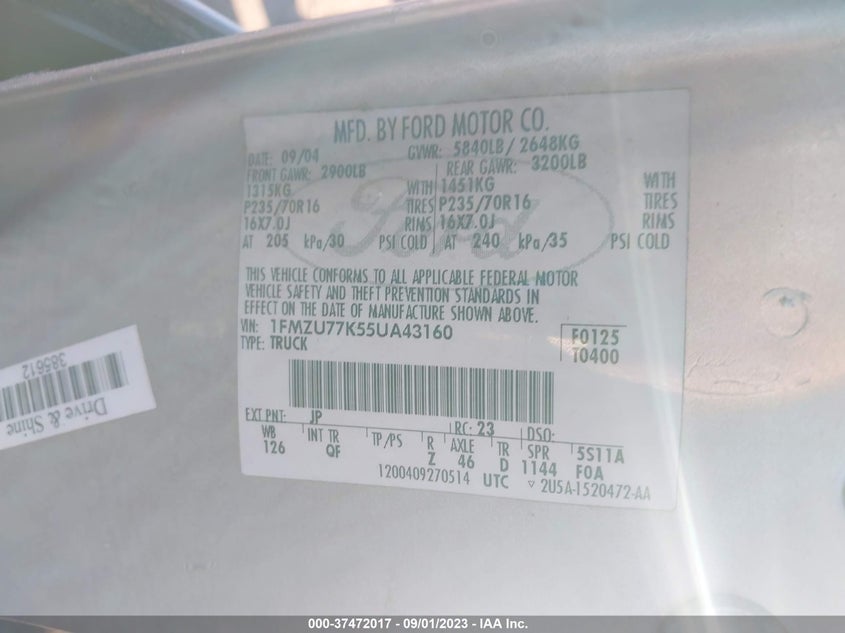 MFD. BY FORD MOTOR CO.
DATE: 09/04 GVWR: 5840LB/ 2648KG
FRONT GAWR: 2900LB REAR GAWR: 3200LB
1315KG WITH 1451KG WITH
P235/70R16 TIRES P235/70R16 TIRES
16X7.0J RIMS 16X7.0J RIMS
AT 205 kPa/30 PSI COLD AT 240 kPa/35 PSI COLD
Ford
THIS VEHICLE CONFORMS TO ALL APPLICABLE FEDERAL MOTOR
VEHICLE SAFETY AND THEFT PREVENTION STANDARDS IN
EFFECT ON THE DATE OF MANUFACTURE SHOWN ABOVE.
VIN: 1FMZU77K55UA43160 F0125
TYPE: TRUCK T0400
EXT PNT: JP RC: 23 DSO:
WB INT TR TP/PS R AXLE TR SPR 5S11A
126 QF Z 46 D 1144 F0A
1200409270514 UTC ▿ 2U5A-1520472-AA
385612
Drive & Shine
000-37472017 - 09/01/2023 - IAA Inc.